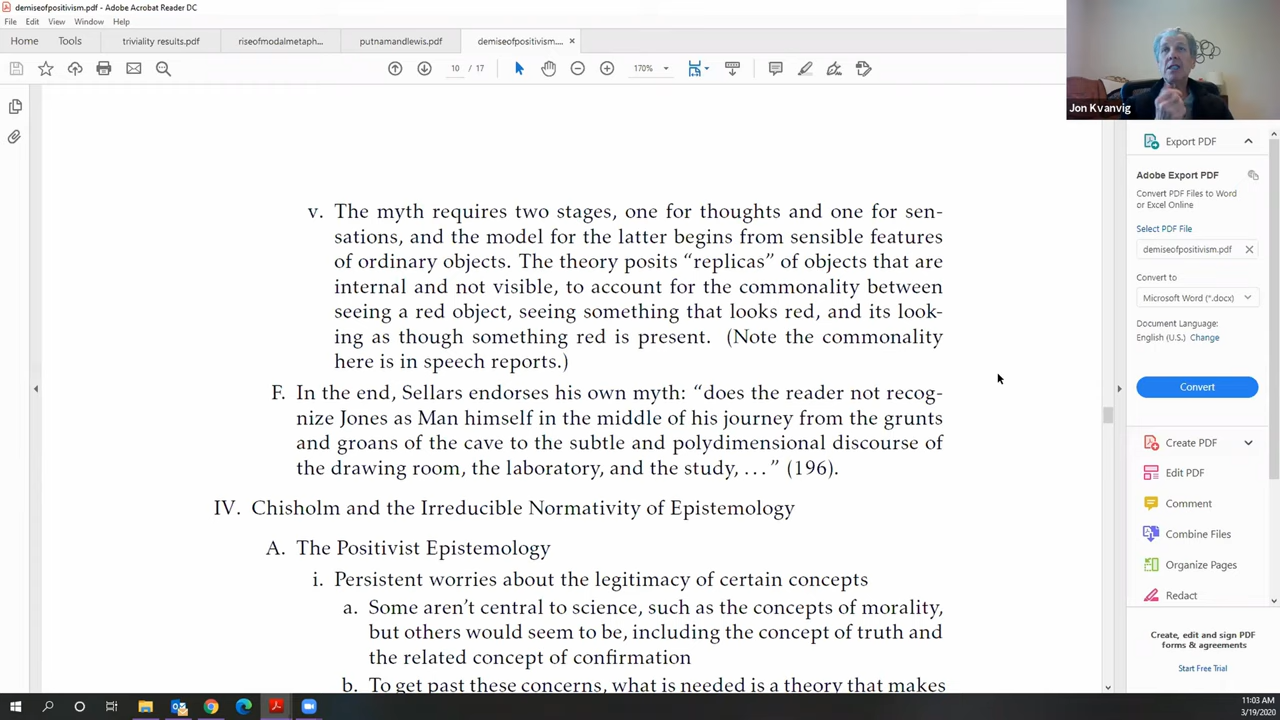 demiseofpositivism.pdf - Adobe Acrobat Reader DC
File Edit View Window Help
Home Tools triviality results.pdf riseofmodalmetaph... putnamandlewis.pdf demiseofpositivism.... ×
10 / 17 170%
Jon Kvanvig
v. The myth requires two stages, one for thoughts and one for sen-
sations, and the model for the latter begins from sensible features
of ordinary objects. The theory posits “replicas” of objects that are
internal and not visible, to account for the commonality between
seeing a red object, seeing something that looks red, and its look-
ing as though something red is present. (Note the commonality
here is in speech reports.)
F. In the end, Sellars endorses his own myth: “does the reader not recog-
nize Jones as Man himself in the middle of his journey from the grunts
and groans of the cave to the subtle and polydimensional discourse of
the drawing room, the laboratory, and the study, …” (196).
IV. Chisholm and the Irreducible Normativity of Epistemology
A. The Positivist Epistemology
i. Persistent worries about the legitimacy of certain concepts
a. Some aren’t central to science, such as the concepts of morality,
but others would seem to be, including the concept of truth and
the related concept of confirmation
b. To get past these concerns, what is needed is a theory that makes
Export PDF
Adobe Export PDF
Convert PDF Files to Word
or Excel Online
Select PDF File
demiseofpositivism.pdf ×
Convert to
Microsoft Word (*.docx)
Document Language:
English (U.S.) Change
Convert
Create PDF
Edit PDF
Comment
Combine Files
Organize Pages
Redact
Create, edit and sign PDF
forms & agreements
Start Free Trial
11:03 AM
3/19/2020